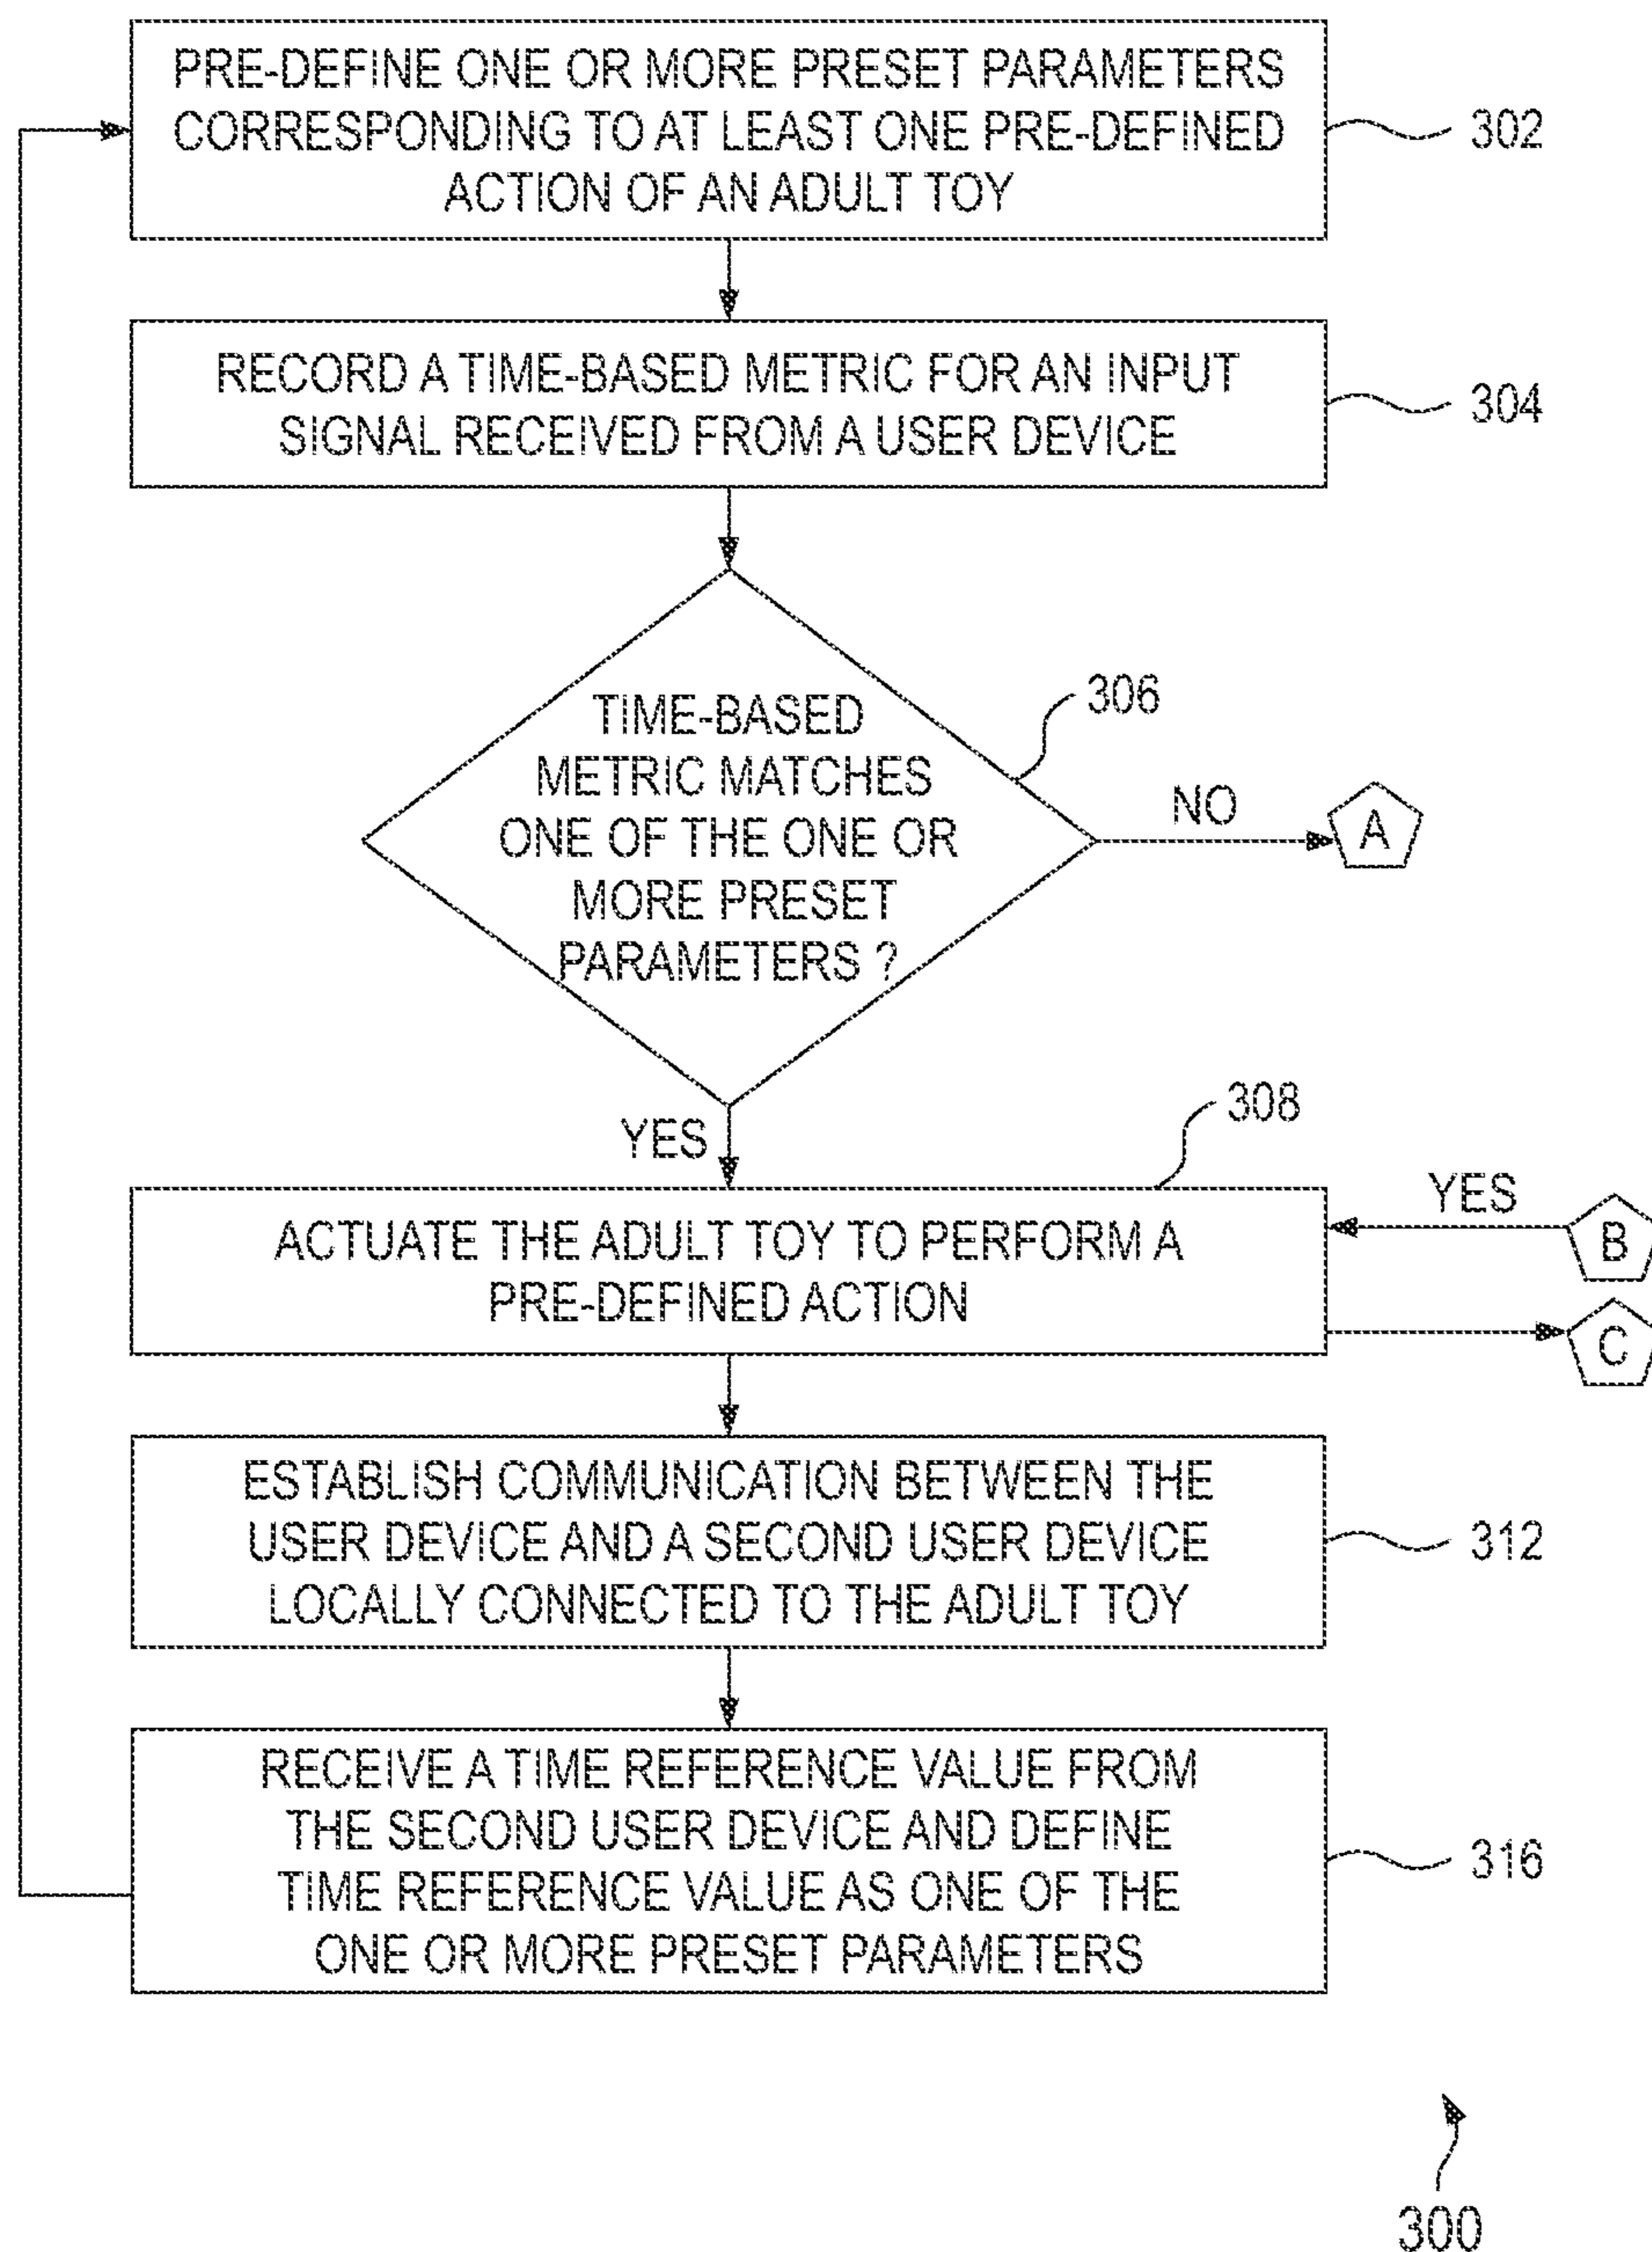 PRE-DEFINE ONE OR MORE PRESET PARAMETERS
CORRESPONDING TO AT LEAST ONE PRE-DEFINED
ACTION OF AN ADULT TOY
302
RECORD A TIME-BASED METRIC FOR AN INPUT
SIGNAL RECEIVED FROM A USER DEVICE
304
TIME-BASED
METRIC MATCHES
ONE OF THE ONE OR
MORE PRESET
PARAMETERS ?
306
NO
A
YES
308
ACTUATE THE ADULT TOY TO PERFORM A
PRE-DEFINED ACTION
YES
B
C
ESTABLISH COMMUNICATION BETWEEN THE
USER DEVICE AND A SECOND USER DEVICE
LOCALLY CONNECTED TO THE ADULT TOY
312
RECEIVE A TIME REFERENCE VALUE FROM
THE SECOND USER DEVICE AND DEFINE
TIME REFERENCE VALUE AS ONE OF THE
ONE OR MORE PRESET PARAMETERS
316
300